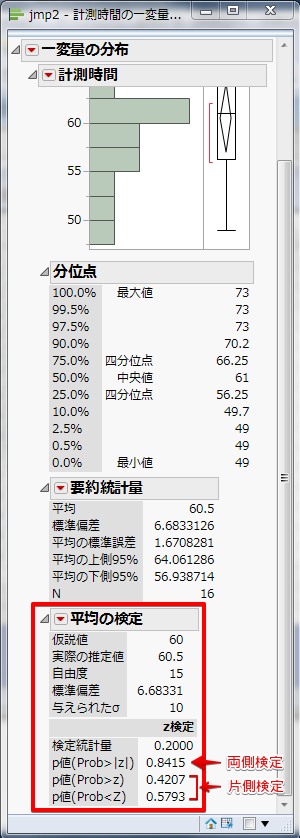 jmp2 - 計測時間の一変量...
一変量の分布
計測時間
60
55
50
分位点
100.0% 最大値 73
99.5% 73
97.5% 73
90.0% 70.2
75.0% 四分位点 66.25
50.0% 中央値 61
25.0% 四分位点 56.25
10.0% 49.7
2.5% 49
0.5% 49
0.0% 最小値 49
要約統計量
平均 60.5
標準偏差 6.6833126
平均の標準誤差 1.6708281
平均の上側95% 64.061286
平均の下側95% 56.938714
N 16
平均の検定
仮説値 60
実際の推定値 60.5
自由度 15
標準偏差 6.68331
与えられたσ 10
z検定
検定統計量 0.2000
p値(Prob>|z|) 0.8415 両側検定
p値(Prob>z) 0.4207 片側検定
p値(Prob<Z) 0.5793